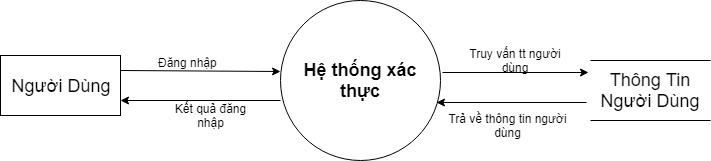 Đăng nhập
Người Dùng
Kết quả đăng
nhập
Hệ thống xác
thực
Truy vấn tt người
dùng
Thông Tin
Người Dùng
Trả về thông tin người
dùng